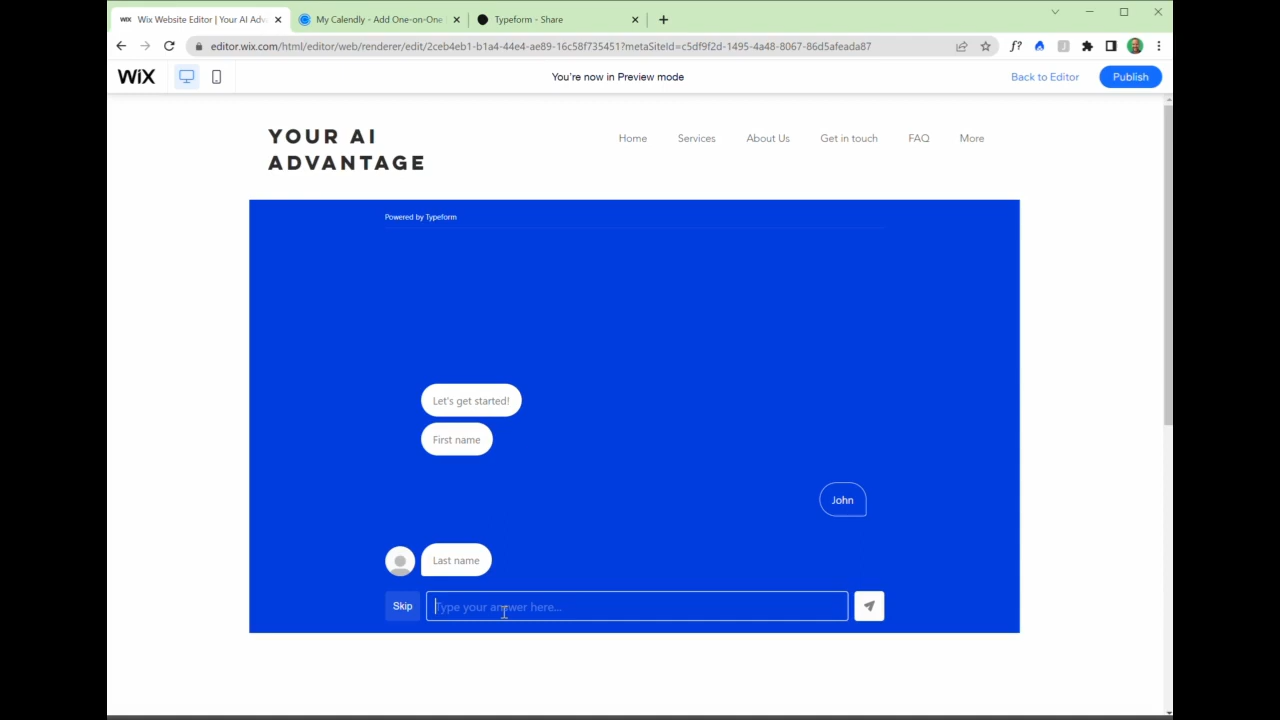 Wix Website Editor | Your AI Adv
My Calendly - Add One-on-One
Typeform - Share
editor.wix.com/html/editor/web/renderer/edit/2ceb4eb1-b1a4-44e4-ae89-16c58f735451?metaSiteId=c5df9f2d-1495-4a48-8067-86d5afeada87
WiX
You're now in Preview mode
Back to Editor
Publish
YOUR AI
ADVANTAGE
Home
Services
About Us
Get in touch
FAQ
More
Powered by Typeform
Let's get started!
First name
John
Last name
Skip
Type your answer here...